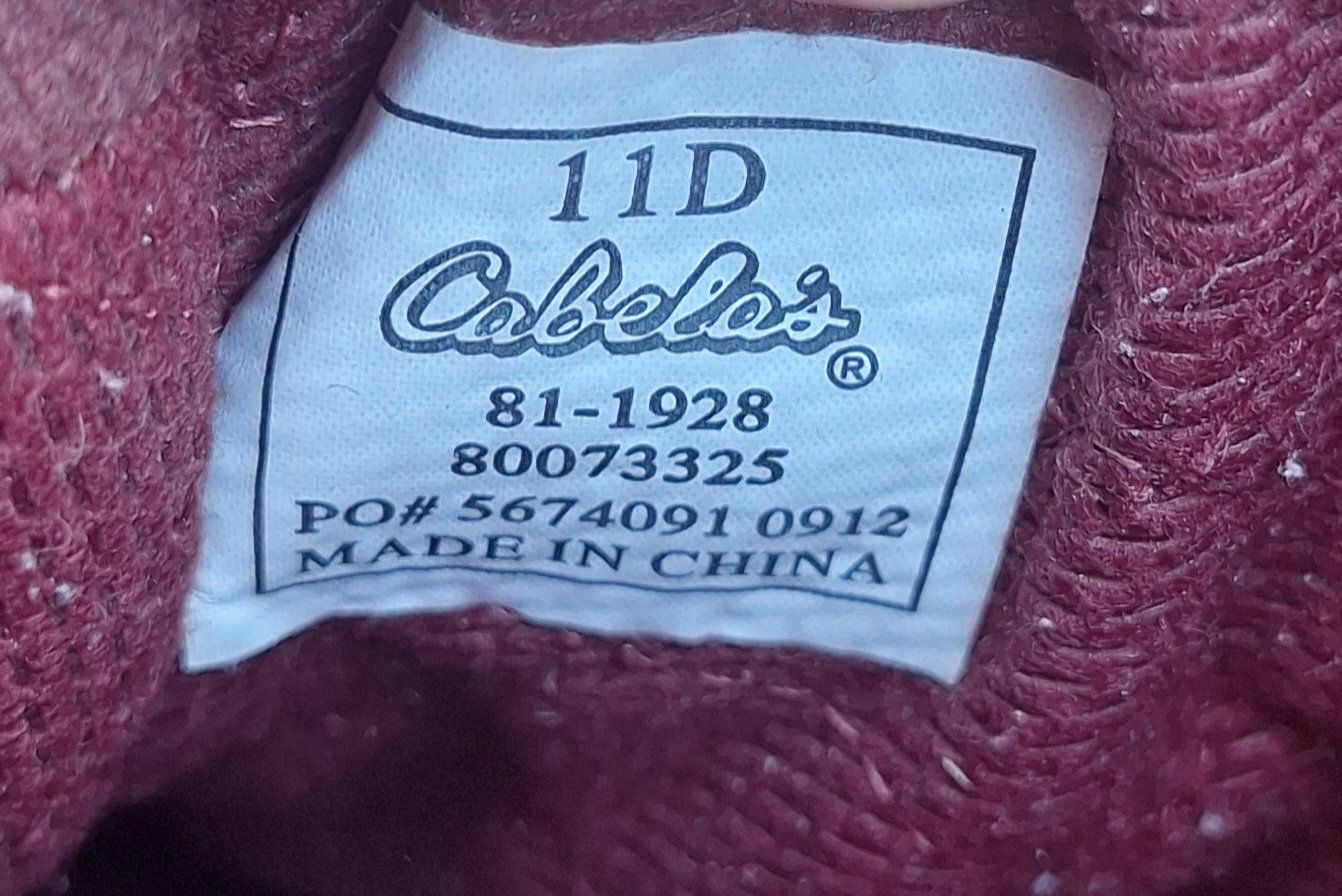 11D
Cabela's®
81-1928
80073325
PO# 5674091 0912
MADE IN CHINA